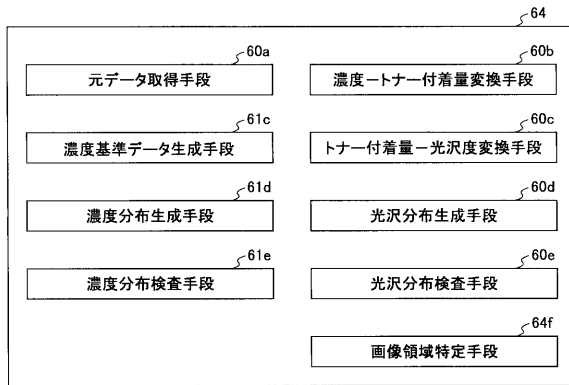 64
60a
元データ取得手段
60b
濃度－トナー付着量変換手段
61c
濃度基準データ生成手段
60c
トナー付着量－光沢度変換手段
61d
濃度分布生成手段
60d
光沢分布生成手段
61e
濃度分布検査手段
60e
光沢分布検査手段
64f
画像領域特定手段